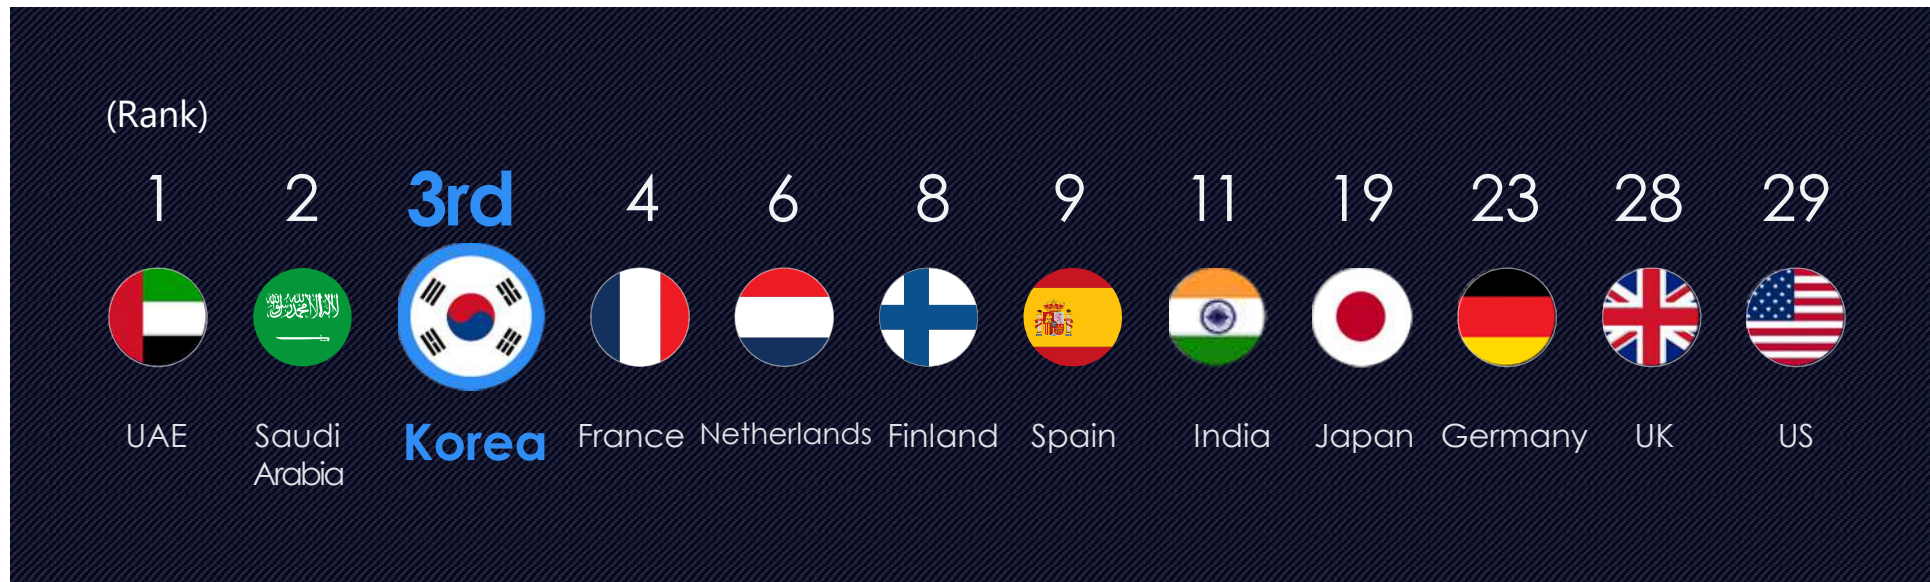 (Rank)
1 2 3rd 4 6 8 9 11 19 23 28 29
UAE Saudi Korea France Netherlands Finland Spain India Japan Germany UK US
Arabia